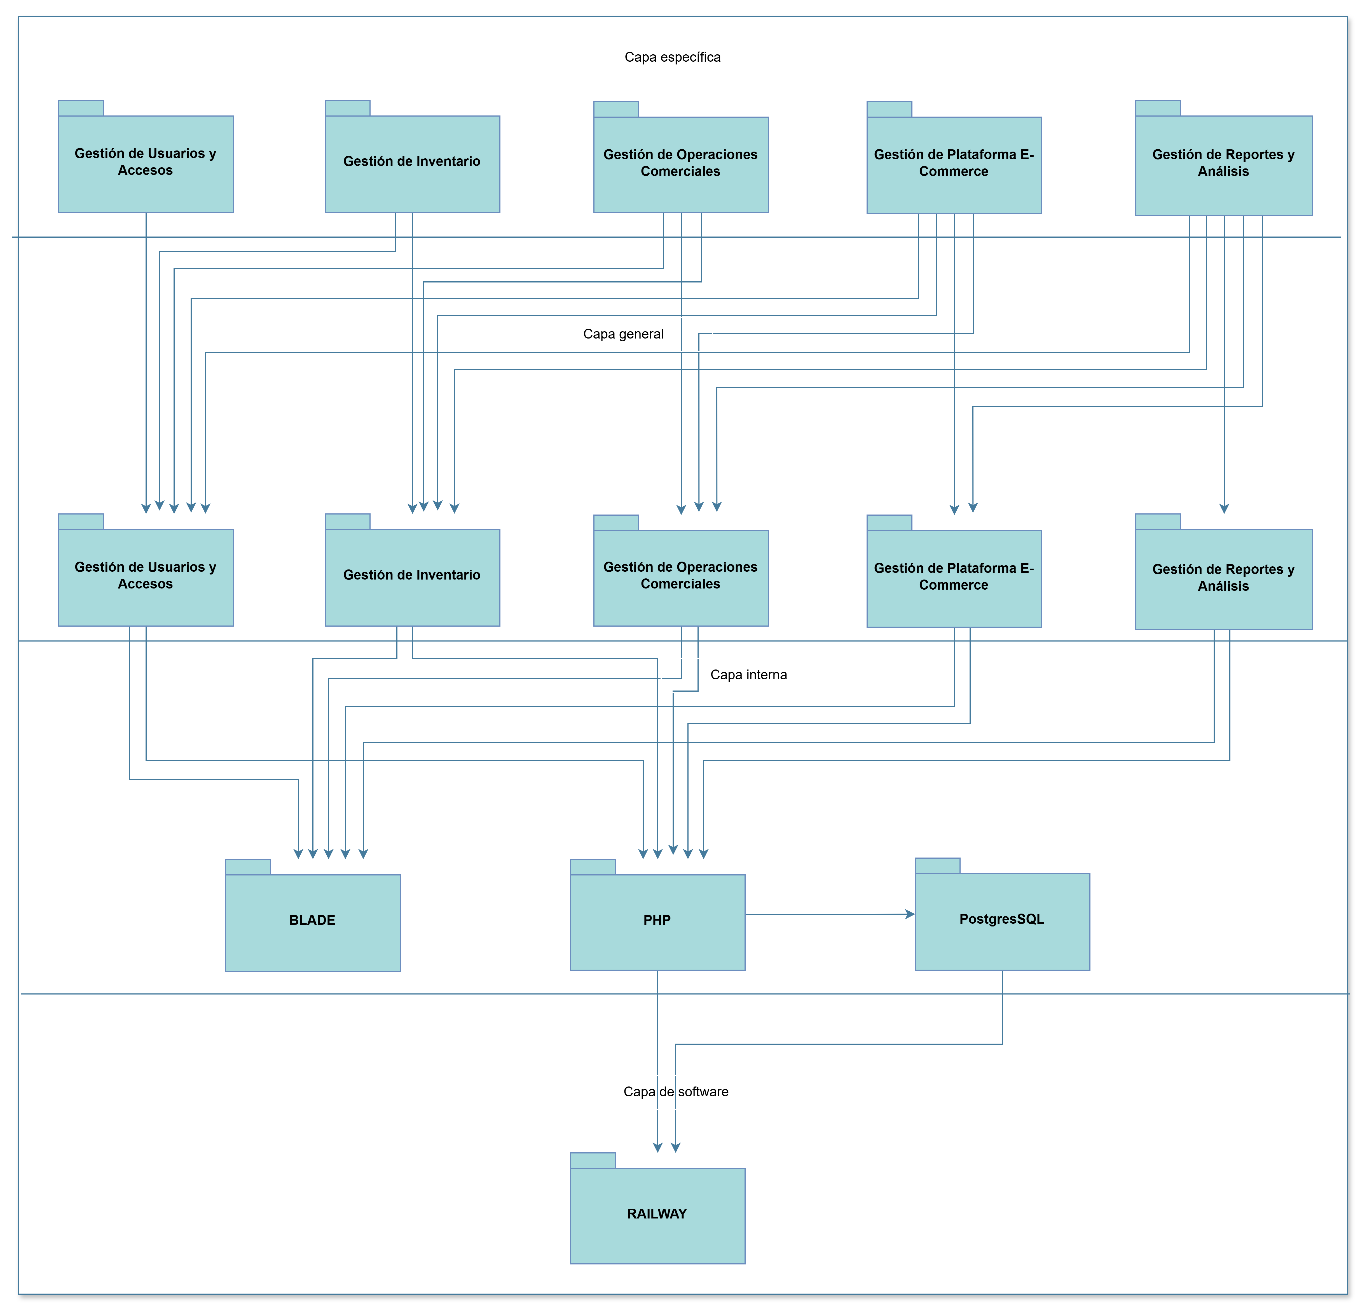 Capa específica
Gestión de Usuarios y
Accesos
Gestión de Inventario
Gestión de Operaciones
Comerciales
Gestión de Plataforma E-
Commerce
Gestión de Reportes y
Análisis
Capa general
Gestión de Usuarios y
Accesos
Gestión de Inventario
Gestión de Operaciones
Comerciales
Gestión de Plataforma E-
Commerce
Gestión de Reportes y
Análisis
Capa interna
BLADE
PHP
PostgresSQL
Capa de software
RAILWAY